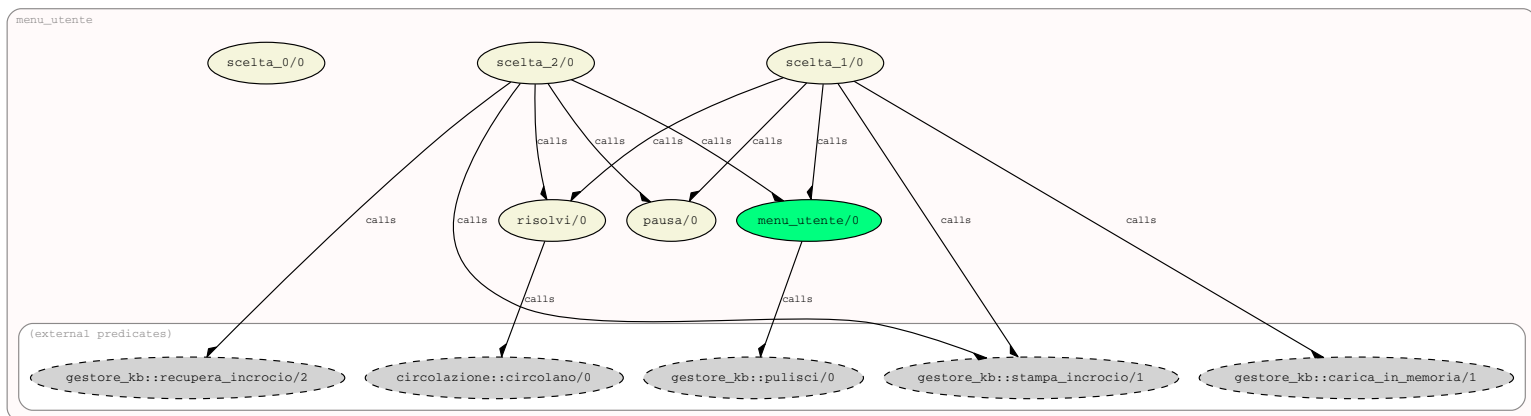 menu_utente
scelta_0/0
scelta_2/0
scelta_1/0
calls
calls
calls
calls
calls
calls
risolvi/0
pausa/0
menu_utente/0
calls
calls
calls
calls
calls
calls
(external predicates)
gestore_kb::recupera_incrocio/2
circolazione::circolano/0
gestore_kb::pulisci/0
gestore_kb::stampa_incrocio/1
gestore_kb::carica_in_memoria/1